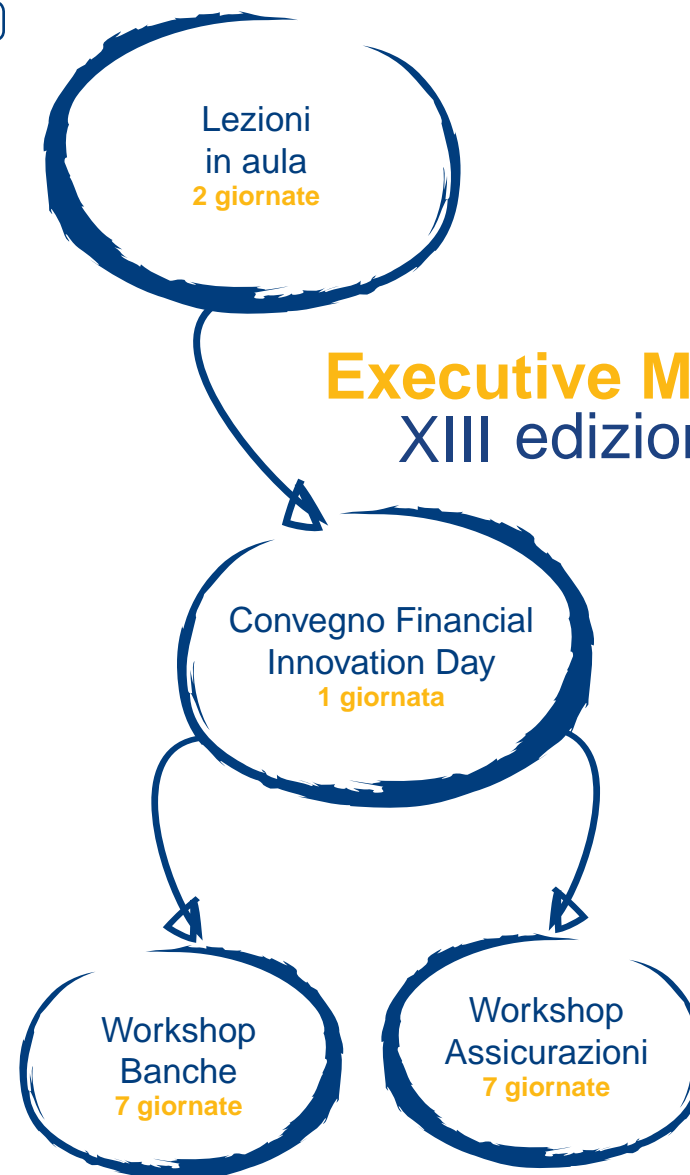 Lezioni
in aula
2 giornate
Executive M
XIII edizion
Convegno Financial
Innovation Day
1 giornata
Workshop
Banche
7 giornate
Workshop
Assicurazioni
7 giornate